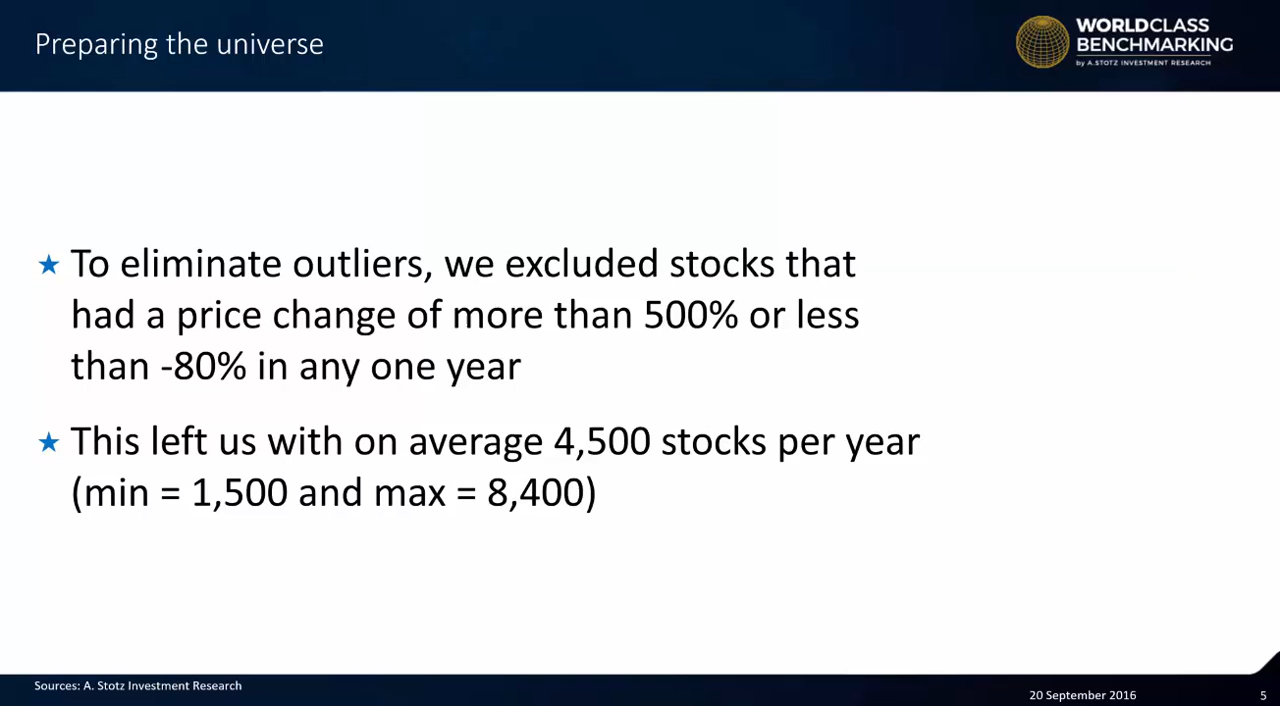 Preparing the universe
WORLDCLASS
BENCHMARKING
by A.STOTZ INVESTMENT RESEARCH
★ To eliminate outliers, we excluded stocks that
had a price change of more than 500% or less
than -80% in any one year
★ This left us with on average 4,500 stocks per year
(min = 1,500 and max = 8,400)
Sources: A. Stotz Investment Research
20 September 2016
5